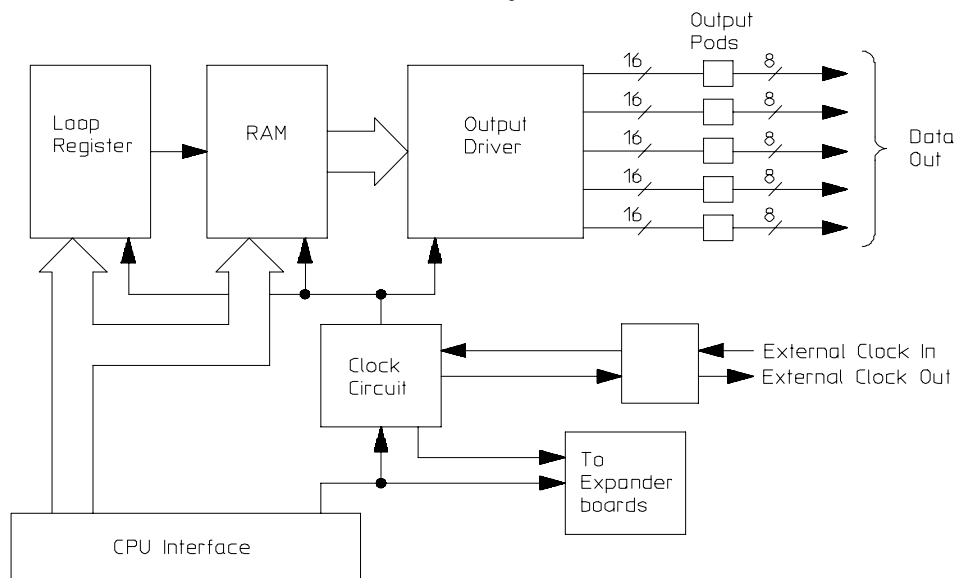 Output
Pods
16 8
Loop
Register
RAM
Output
Driver
16 8
16 8
Data
Out
16 8
16 8
Clock
Circuit
External Clock In
External Clock Out
To
Expander
boards
CPU Interface